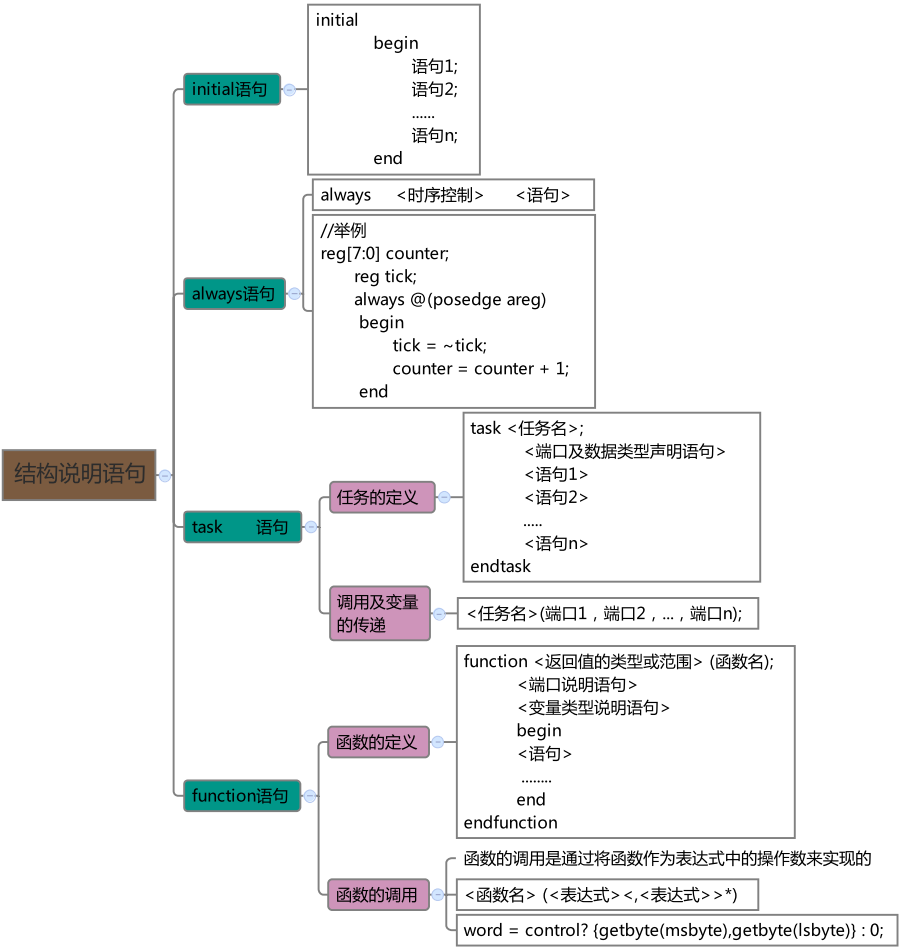 结构说明语句
initial语句
initial
begin
语句1;
语句2;
......
语句n;
end
always语句
always <时序控制> <语句>
//举例
reg[7:0] counter;
reg tick;
always @(posedge areg)
begin
tick = ~tick;
counter = counter + 1;
end
task 语句
任务的定义
task <任务名>;
<端口及数据类型声明语句>
<语句1>
<语句2>
.....
<语句n>
endtask
调用及变量
的传递
<任务名>(端口1，端口2，...，端口n);
function语句
函数的定义
function <返回值的类型或范围> (函数名);
<端口说明语句>
<变量类型说明语句>
begin
<语句>
........
end
endfunction
函数的调用
函数的调用是通过将函数作为表达式中的操作数来实现的
<函数名> (<表达式><,<表达式>>*)
word = control? {getbyte(msbyte),getbyte(lsbyte)} : 0;